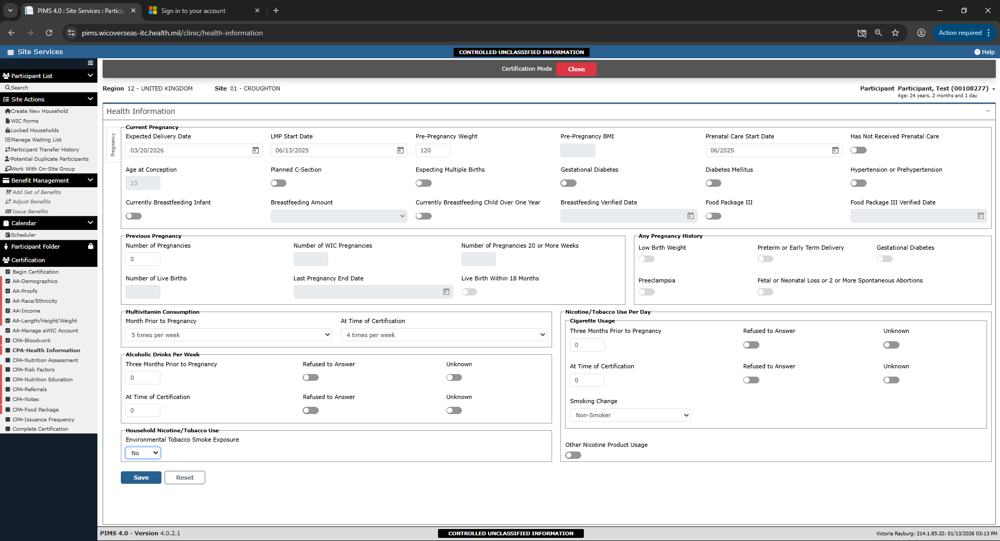 PIMS 4.0 : Site Services : Particip
Sign in to your account
pims.wicoverseas-itc.health.mil/clinic/health-information
Action required
Site Services
CONTROLLED UNCLASSIFIED INFORMATION
Help
Participant List
Search
Site Actions
Create New Household
WIC Forms
Locked Households
Manage Waiting List
Participant Transfer History
Potential Duplicate Participants
Work With On-Site Group
Benefit Management
Add Set of Benefits
Adjust Benefits
Issue Benefits
Calendar
Scheduler
Participant Folder
Certification
Begin Certification
AA-Demographics
AA-Proofs
AA-Race/Ethnicity
AA-Income
AA-Length/Height/Weight
AA-Manage eWIC Account
CPA-Bloodwork
CPA-Health Information
CPA-Nutrition Assessment
CPA-Risk Factors
CPA-Nutrition Education
CPA-Referrals
CPA-Notes
CPA-Food Package
CPA-Issuance Frequency
Complete Certification
Certification Mode Close
Region 12 - UNITED KINGDOM Site 01 - CROUGHTON
Participant Participant, Test (00108277)
Age: 24 years, 2 months and 1 day
Health Information
Pregnancy
Current Pregnancy
Expected Delivery Date LMP Start Date Pre-Pregnancy Weight Pre-Pregnancy BMI Prenatal Care Start Date Has Not Received Prenatal Care
03/20/2026 06/13/2025 120 06/2025
Age at Conception Planned C-Section Expecting Multiple Births Gestational Diabetes Diabetes Mellitus Hypertension or Prehypertension
23
Currently Breastfeeding Infant Breastfeeding Amount Currently Breastfeeding Child Over One Year Breastfeeding Verified Date Food Package III Food Package III Verified Date
Previous Pregnancy
Number of Pregnancies Number of WIC Pregnancies Number of Pregnancies 20 or More Weeks
0
Number of Live Births Last Pregnancy End Date Live Birth Within 18 Months
Any Pregnancy History
Low Birth Weight Preterm or Early Term Delivery Gestational Diabetes
Preeclampsia Fetal or Neonatal Loss or 2 or More Spontaneous Abortions
Multivitamin Consumption
Month Prior to Pregnancy At Time of Certification
5 times per week 4 times per week
Alcoholic Drinks Per Week
Three Months Prior to Pregnancy Refused to Answer Unknown
0
At Time of Certification Refused to Answer Unknown
0
Household Nicotine/Tobacco Use
Environmental Tobacco Smoke Exposure
No
Nicotine/Tobacco Use Per Day
Cigarette Usage
Three Months Prior to Pregnancy Refused to Answer Unknown
0
At Time of Certification Refused to Answer Unknown
0
Smoking Change
Non-Smoker
Other Nicotine Product Usage
Save Reset
PIMS 4.0 - Version 4.0.2.1
CONTROLLED UNCLASSIFIED INFORMATION
Victoria Rayburg: 214.1.85.32: 01/13/2026 03:13 PM